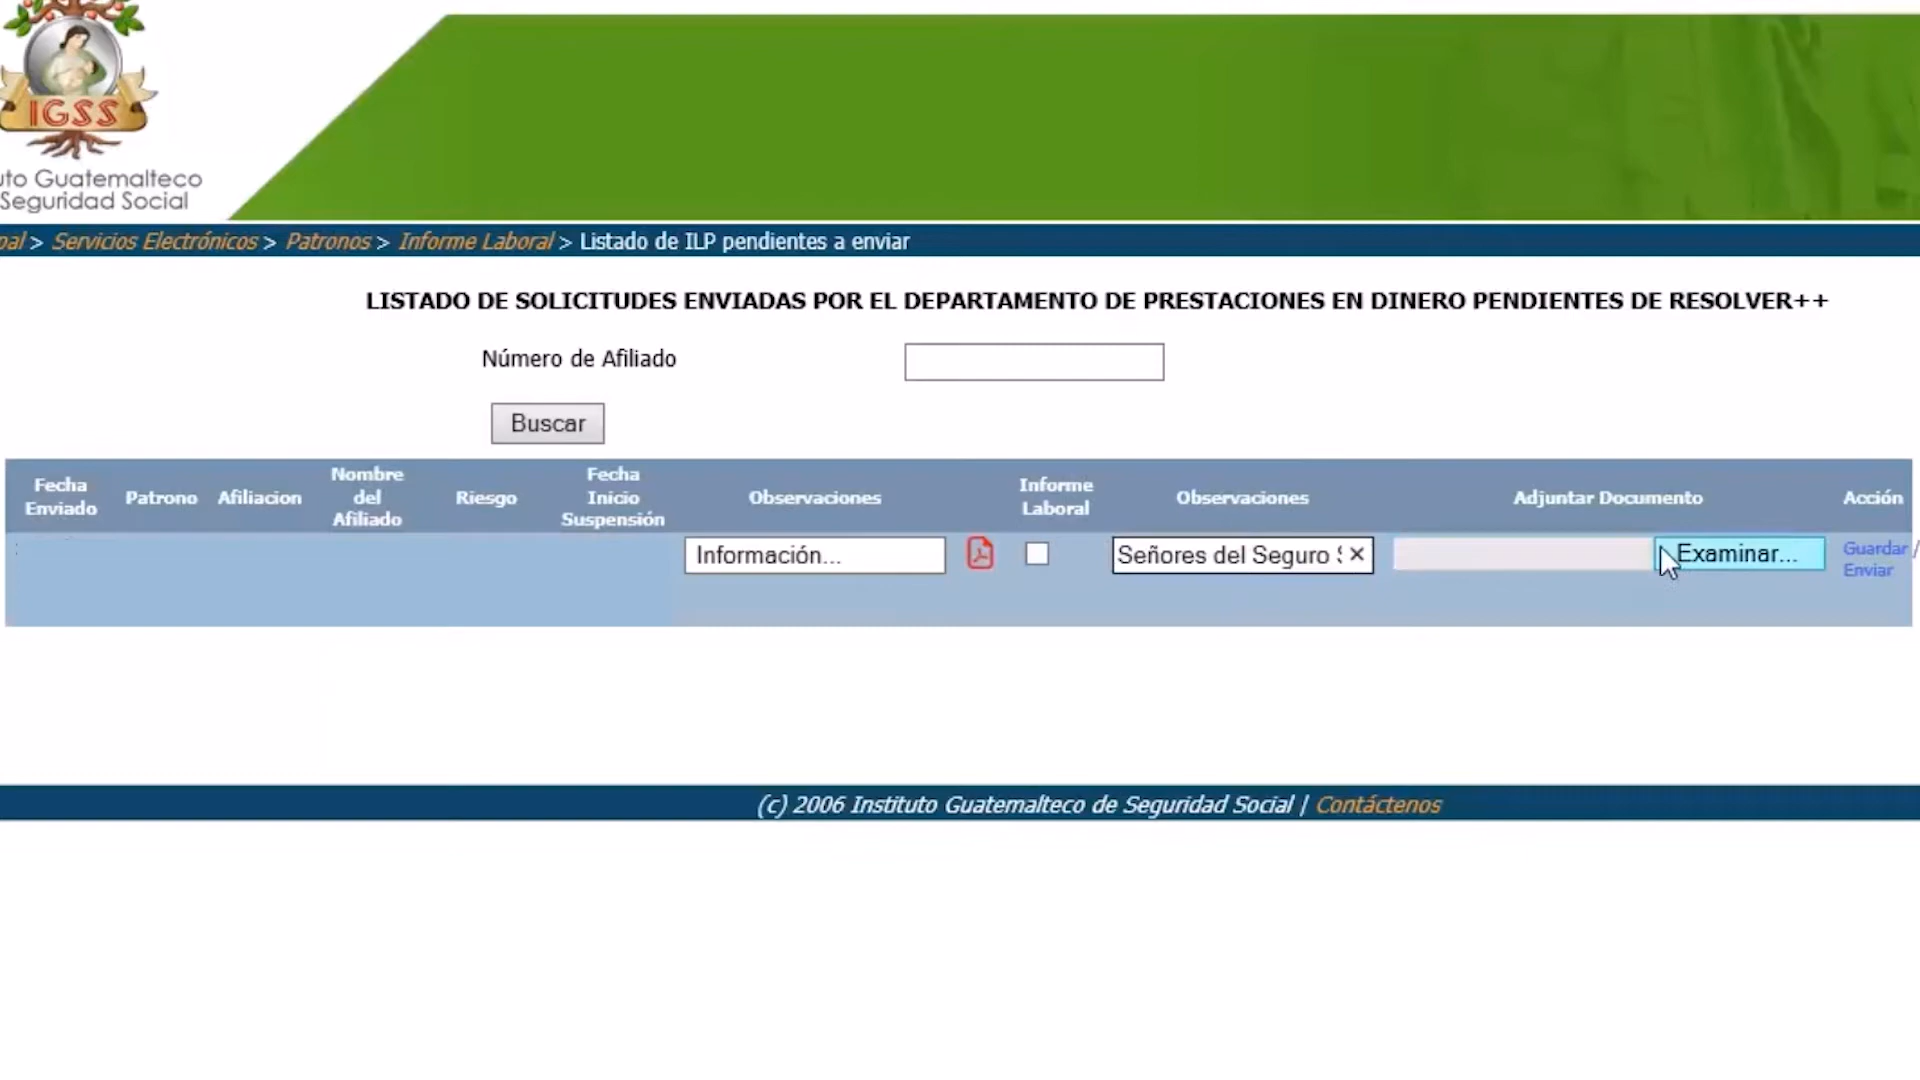 IGSS
Guatemalteco
Seguridad Social
> Servicios Electrónicos > Patronos > Informe Laboral > Listado de ILP pendientes a enviar
LISTADO DE SOLICITUDES ENVIADAS POR EL DEPARTAMENTO DE PRESTACIONES EN DINERO PENDIENTES DE RESOLVER++
Número de Afiliado
Buscar
Fecha
Enviado
Patrono
Afiliacion
Nombre
del
Afiliado
Riesgo
Fecha
Inicio
Suspensión
Observaciones
Informe
Laboral
Observaciones
Adjuntar Documento
Acción
Información...
Señores del Seguro
Examinar...
Guardar /
Enviar
(c) 2006 Instituto Guatemalteco de Seguridad Social | Contáctenos